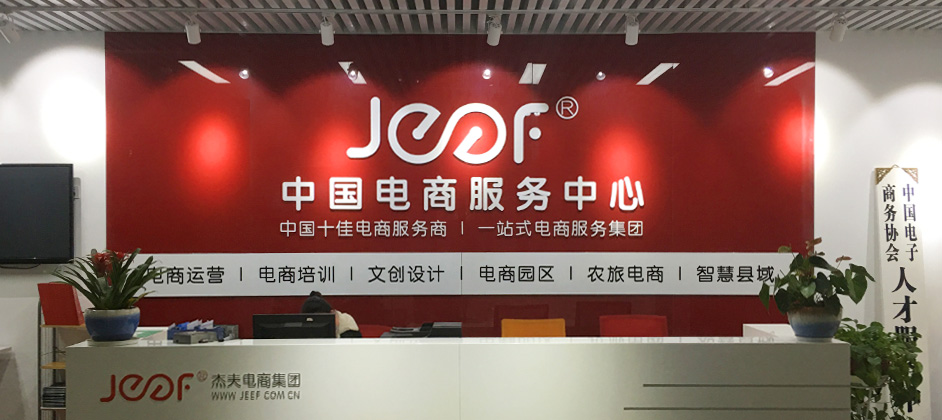 JEEF®
中国电商服务中心
中国十佳电商服务商 | 一站式电商服务集团
电商运营 | 电商培训 | 文创设计 | 电商园区 | 农旅电商 | 智慧县域
中国电子
商务协会
人才服
JEEF® 杰夫电商集团
WWW.JEEF.COM.CN